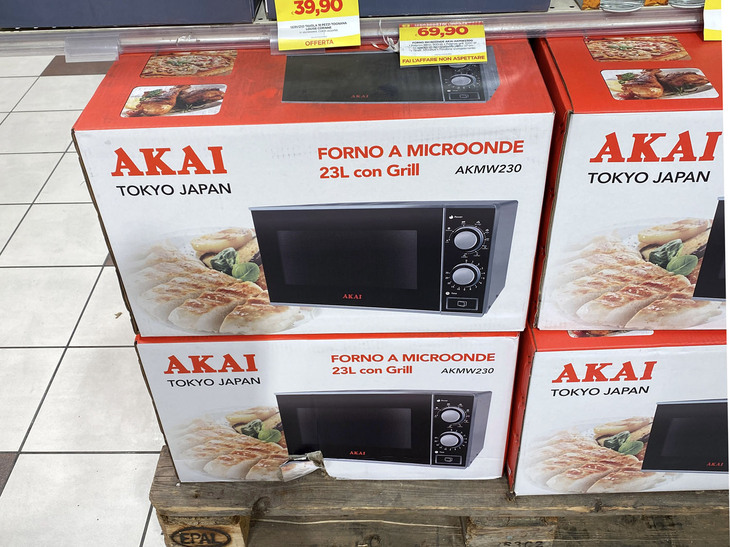 39,90
OFFERTA
69,90
FAI L'AFFARE NON ASPETTARE
AKAI
AKAI
TOKYO JAPAN
FORNO A MICROONDE
23L con Grill AKMW230
AKAI
AKAI
TOKYO JAPAN
AKAI
TOKYO JAPAN
FORNO A MICROONDE
23L con Grill AKMW230
AKAI
AKAI
TOKYO JAPAN
AKAI
EPAL